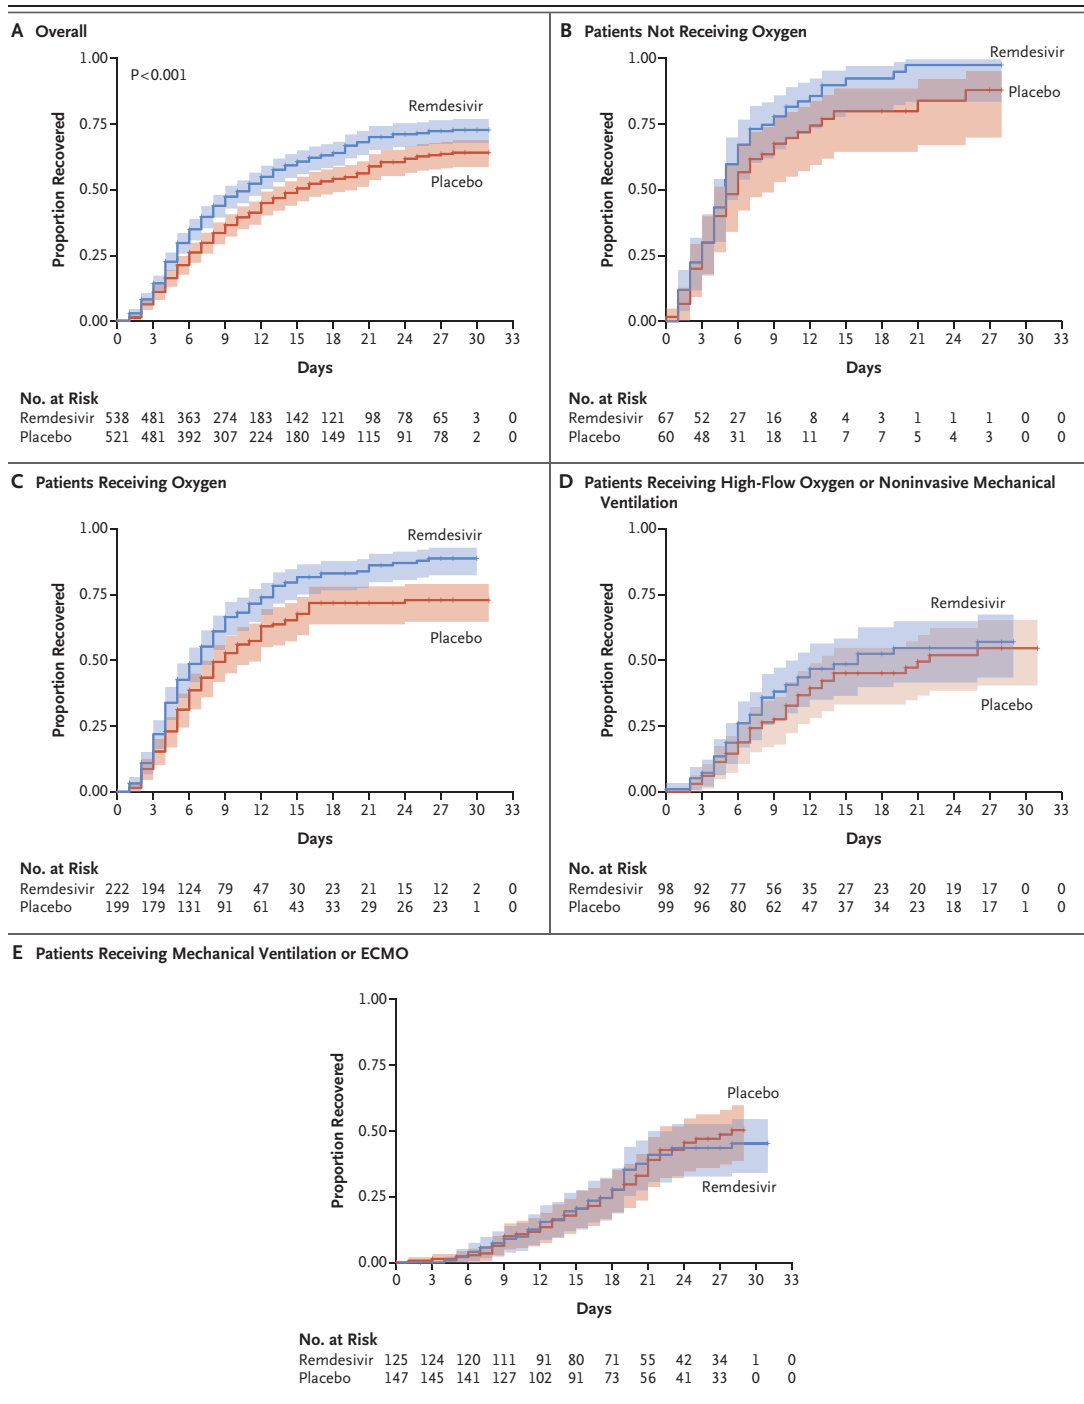 A Overall
P<0.001
Remdesivir
Placebo
Proportion Recovered
1.00
0.75
0.50
0.25
0.00
0 3 6 9 12 15 18 21 24 27 30 33
Days
No. at Risk
Remdesivir 538 481 363 274 183 142 121 98 78 65 3 0
Placebo 521 481 392 307 224 180 149 115 91 78 2 0
B Patients Not Receiving Oxygen
Remdesivir
Placebo
Proportion Recovered
1.00
0.75
0.50
0.25
0.00
0 3 6 9 12 15 18 21 24 27 30 33
Days
No. at Risk
Remdesivir 67 52 27 16 8 4 3 1 1 1 0 0
Placebo 60 48 31 18 11 7 7 5 4 3 0 0
C Patients Receiving Oxygen
Remdesivir
Placebo
Proportion Recovered
1.00
0.75
0.50
0.25
0.00
0 3 6 9 12 15 18 21 24 27 30 33
Days
No. at Risk
Remdesivir 222 194 124 79 47 30 23 21 15 12 2 0
Placebo 199 179 131 91 61 43 33 29 26 23 1 0
D Patients Receiving High-Flow Oxygen or Noninvasive Mechanical
Ventilation
Remdesivir
Placebo
Proportion Recovered
1.00
0.75
0.50
0.25
0.00
0 3 6 9 12 15 18 21 24 27 30 33
Days
No. at Risk
Remdesivir 98 92 77 56 35 27 23 20 19 17 0 0
Placebo 99 96 80 62 47 37 34 23 18 17 1 0
E Patients Receiving Mechanical Ventilation or ECMO
Placebo
Remdesivir
Proportion Recovered
1.00
0.75
0.50
0.25
0.00
0 3 6 9 12 15 18 21 24 27 30 33
Days
No. at Risk
Remdesivir 125 124 120 111 91 80 71 55 42 34 1 0
Placebo 147 145 141 127 102 91 73 56 41 33 0 0